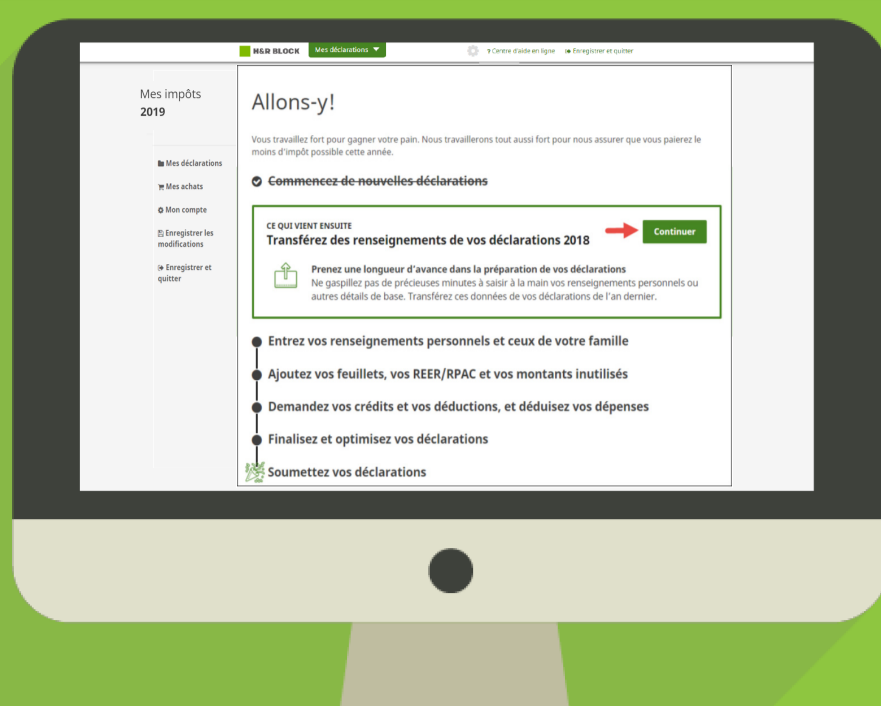 H&R BLOCK Mes déclarations ? Centre d'aide en ligne Enregistrer et quitter
Mes impôts
2019
Mes déclarations
Mes achats
Mon compte
Enregistrer les
modifications
Enregistrer et
quitter
Allons-y!
Vous travaillez fort pour gagner votre pain. Nous travaillerons tout aussi fort pour nous assurer que vous paierez le
moins d'impôt possible cette année.
Commencez de nouvelles déclarations
CE QUI VIENT ENSUITE
Transférez des renseignements de vos déclarations 2018
Continuer
Prenez une longueur d'avance dans la préparation de vos déclarations
Ne gaspillez pas de précieuses minutes à saisir à la main vos renseignements personnels ou
autres détails de base. Transférez ces données de vos déclarations de l'an dernier.
Entrez vos renseignements personnels et ceux de votre famille
Ajoutez vos feuillets, vos REER/RPAC et vos montants inutilisés
Demandez vos crédits et vos déductions, et déduisez vos dépenses
Finalisez et optimisez vos déclarations
Soumettez vos déclarations